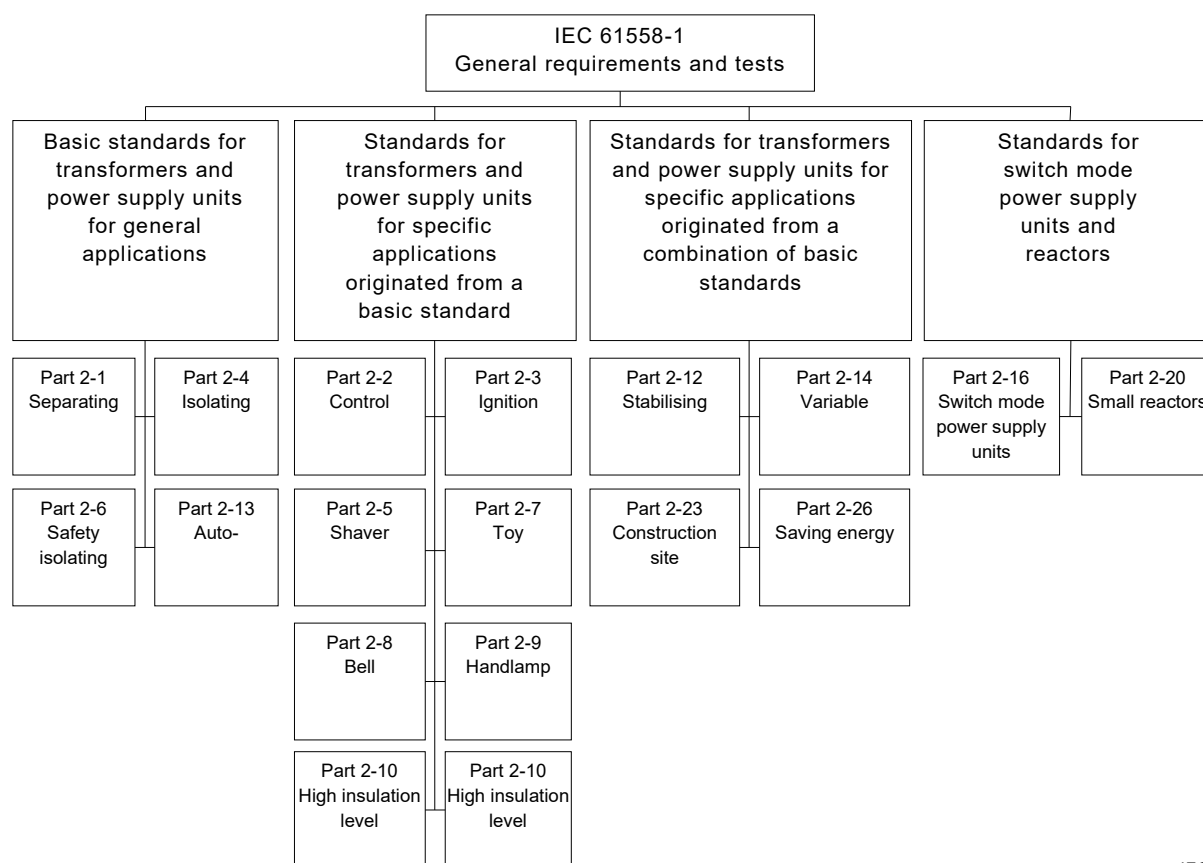 IEC 61558-1
General requirements and tests
Basic standards for
transformers and
power supply units
for general
applications
Standards for
transformers and
power supply units
for specific
applications
originated from a
basic standard
Standards for transformers
and power supply units for
specific applications
originated from a
combination of basic
standards
Standards for
switch mode
power supply
units and
reactors
Part 2-1
Separating
Part 2-4
Isolating
Part 2-2
Control
Part 2-3
Ignition
Part 2-12
Stabilising
Part 2-14
Variable
Part 2-16
Switch mode
power supply
units
Part 2-20
Small reactors
Part 2-6
Safety
isolating
Part 2-13
Auto-
Part 2-5
Shaver
Part 2-7
Toy
Part 2-23
Construction
site
Part 2-26
Saving energy
Part 2-8
Bell
Part 2-9
Handlamp
Part 2-10
High insulation
level
Part 2-10
High insulation
level